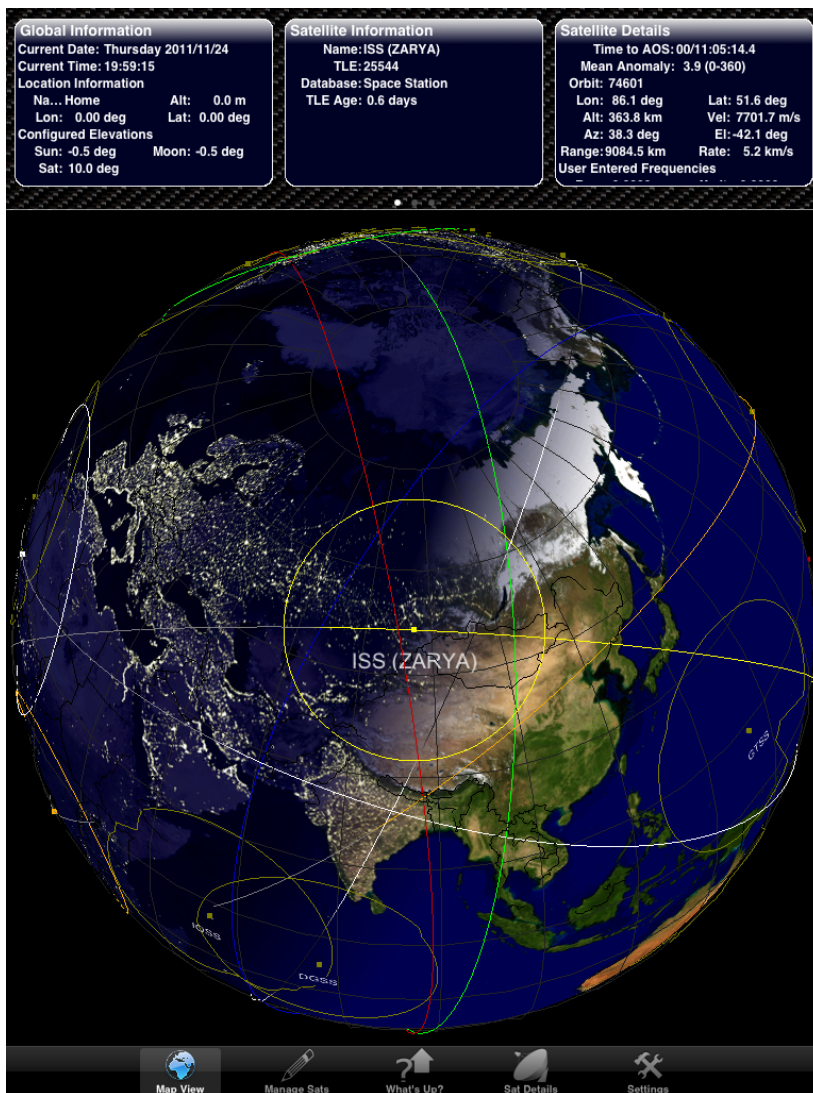 Global Information
Current Date: Thursday 2011/11/24
Current Time: 19:59:15
Location Information
Na... Home Alt: 0.0 m
Lon: 0.00 deg Lat: 0.00 deg
Configured Elevations
Sun: -0.5 deg Moon: -0.5 deg
Sat: 10.0 deg
Satellite Information
Name: ISS (ZARYA)
TLE: 25544
Database: Space Station
TLE Age: 0.6 days
Satellite Details
Time to AOS: 00/11:05:14.4
Mean Anomaly: 3.9 (0-360)
Orbit: 74601
Lon: 86.1 deg Lat: 51.6 deg
Alt: 363.8 km Vel: 7701.7 m/s
Az: 38.3 deg El: -42.1 deg
Range: 9084.5 km Rate: 5.2 km/s
User Entered Frequencies
ISS (ZARYA)
GTSS
IOSS
DGSS
Map View
Manage Sats
What's Up?
Sat Details
Settings